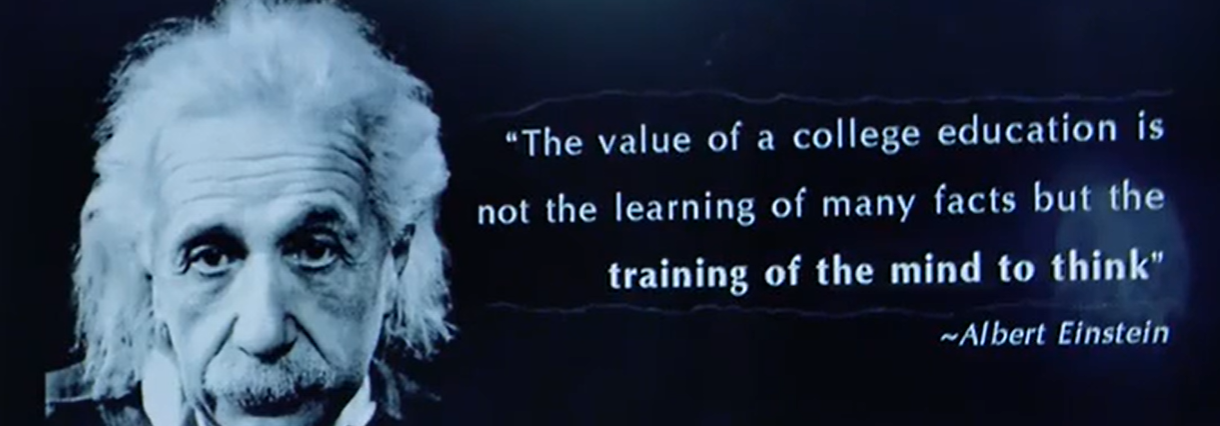 “The value of a college education is
not the learning of many facts but the
training of the mind to think”
~Albert Einstein